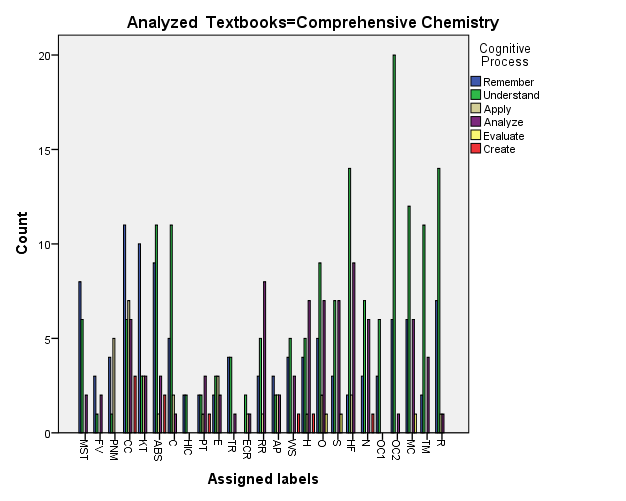 Analyzed Textbooks=Comprehensive Chemistry
Cognitive
Process
Remember
Understand
Apply
Analyze
Evaluate
Create
Count
20
15
10
5
0
MST
FV
PNM
CC
KT
ABS
C
HIC
PT
E
TR
ECR
RR
AP
WS
H
O
S
HF
N
OC1
OC2
MC
TM
R
Assigned labels